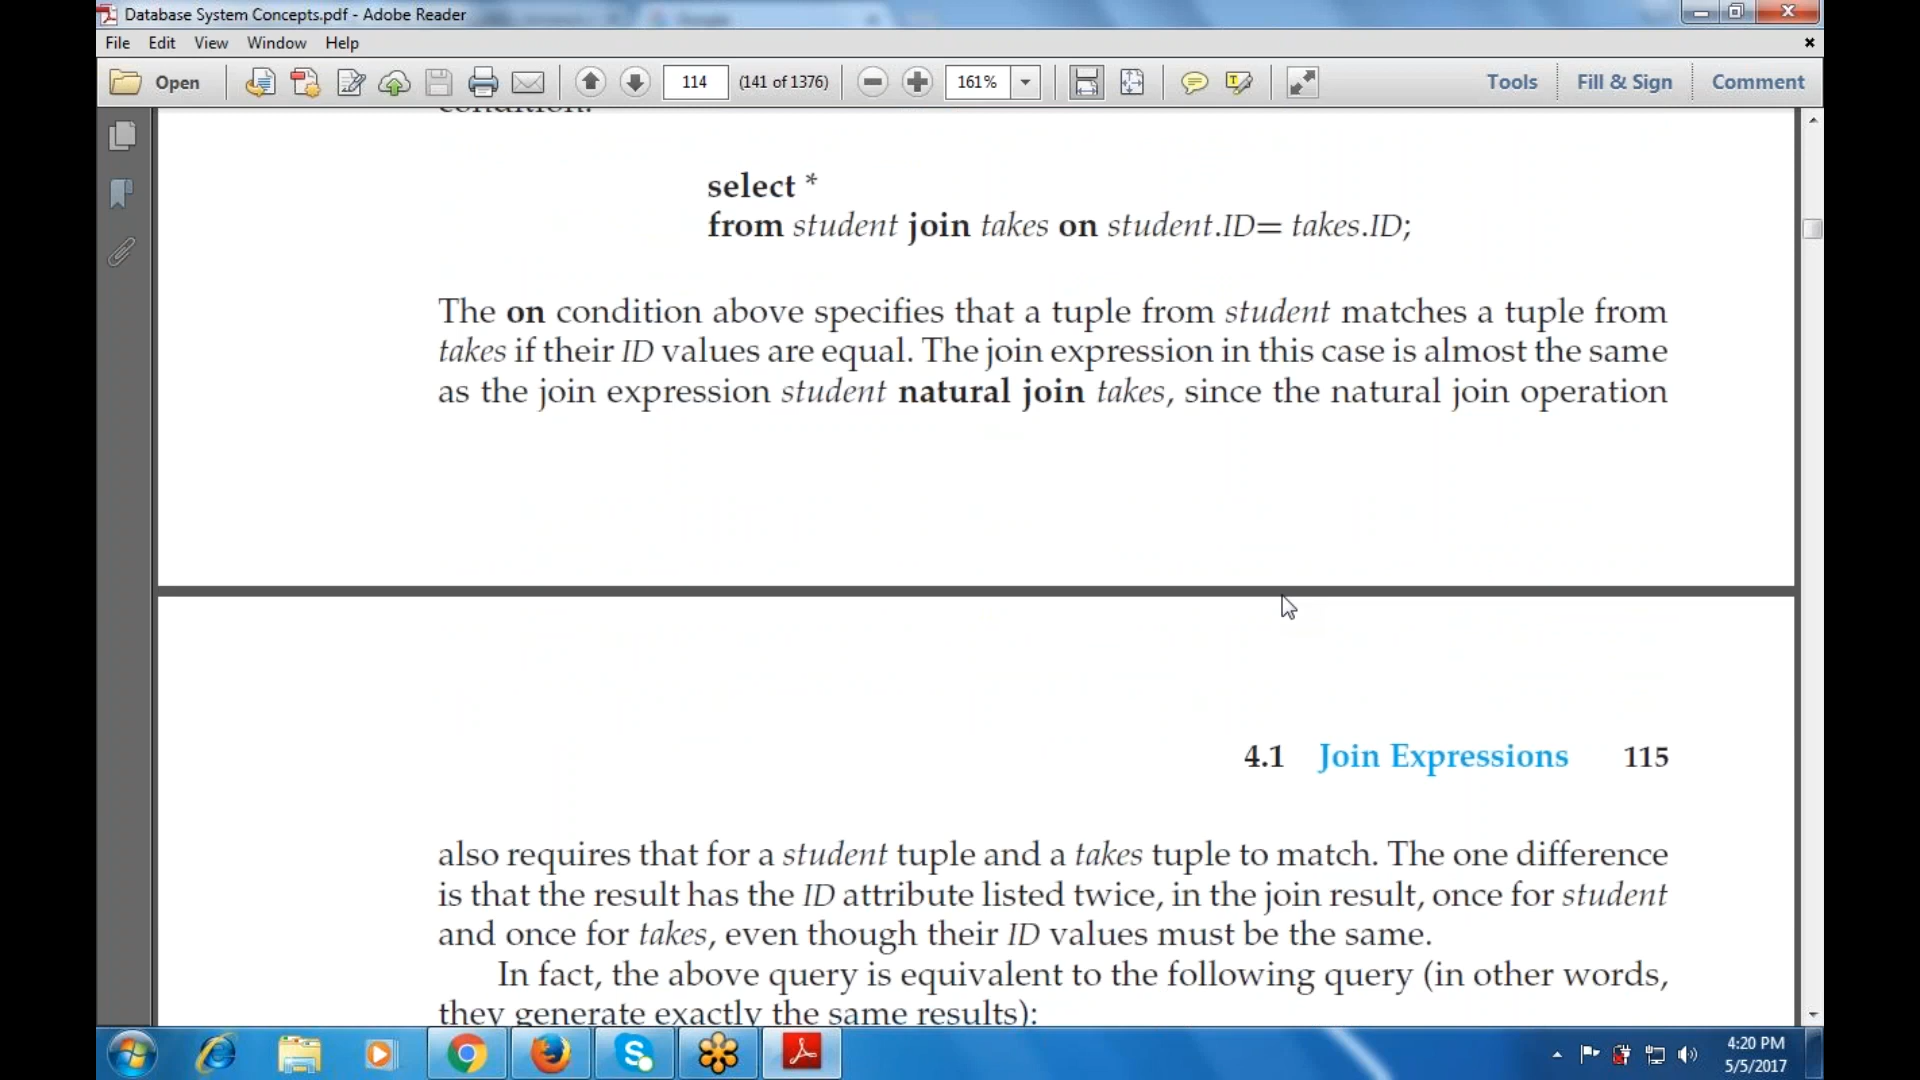 Database System Concepts.pdf - Adobe Reader
File Edit View Window Help
Open 114 (141 of 1376) 161% Tools Fill & Sign Comment
condition:
select *
from student join takes on student.ID= takes.ID;
The on condition above specifies that a tuple from student matches a tuple from
takes if their ID values are equal. The join expression in this case is almost the same
as the join expression student natural join takes, since the natural join operation
4.1 Join Expressions 115
also requires that for a student tuple and a takes tuple to match. The one difference
is that the result has the ID attribute listed twice, in the join result, once for student
and once for takes, even though their ID values must be the same.
In fact, the above query is equivalent to the following query (in other words,
they generate exactly the same results):
4:20 PM
5/5/2017